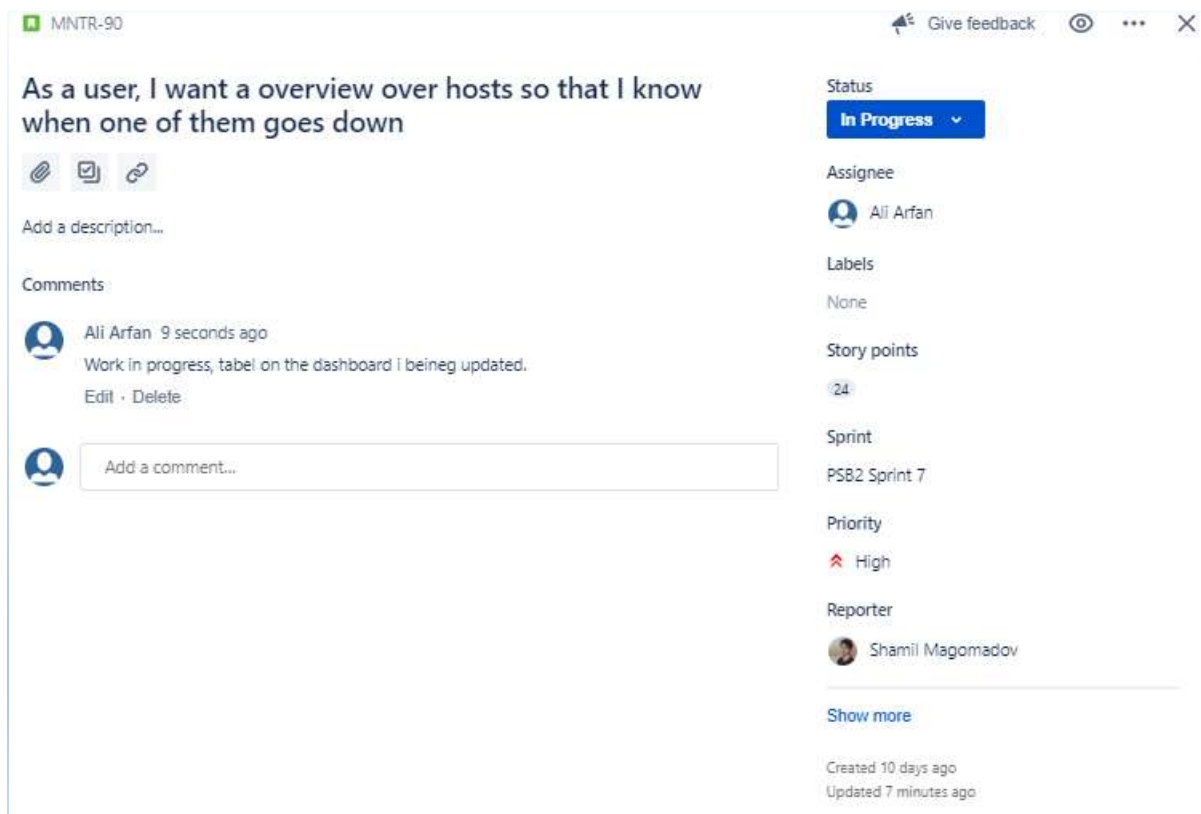 MNTR-90
Give feedback
As a user, I want a overview over hosts so that I know
when one of them goes down
Add a description...
Comments
Ali Arfan 9 seconds ago
Work in progress, tabel on the dashboard i beineg updated.
Edit · Delete
Add a comment...
Status
In Progress
Assignee
Ali Arfan
Labels
None
Story points
24
Sprint
PSB2 Sprint 7
Priority
High
Reporter
Shamil Magomadov
Show more
Created 10 days ago
Updated 7 minutes ago